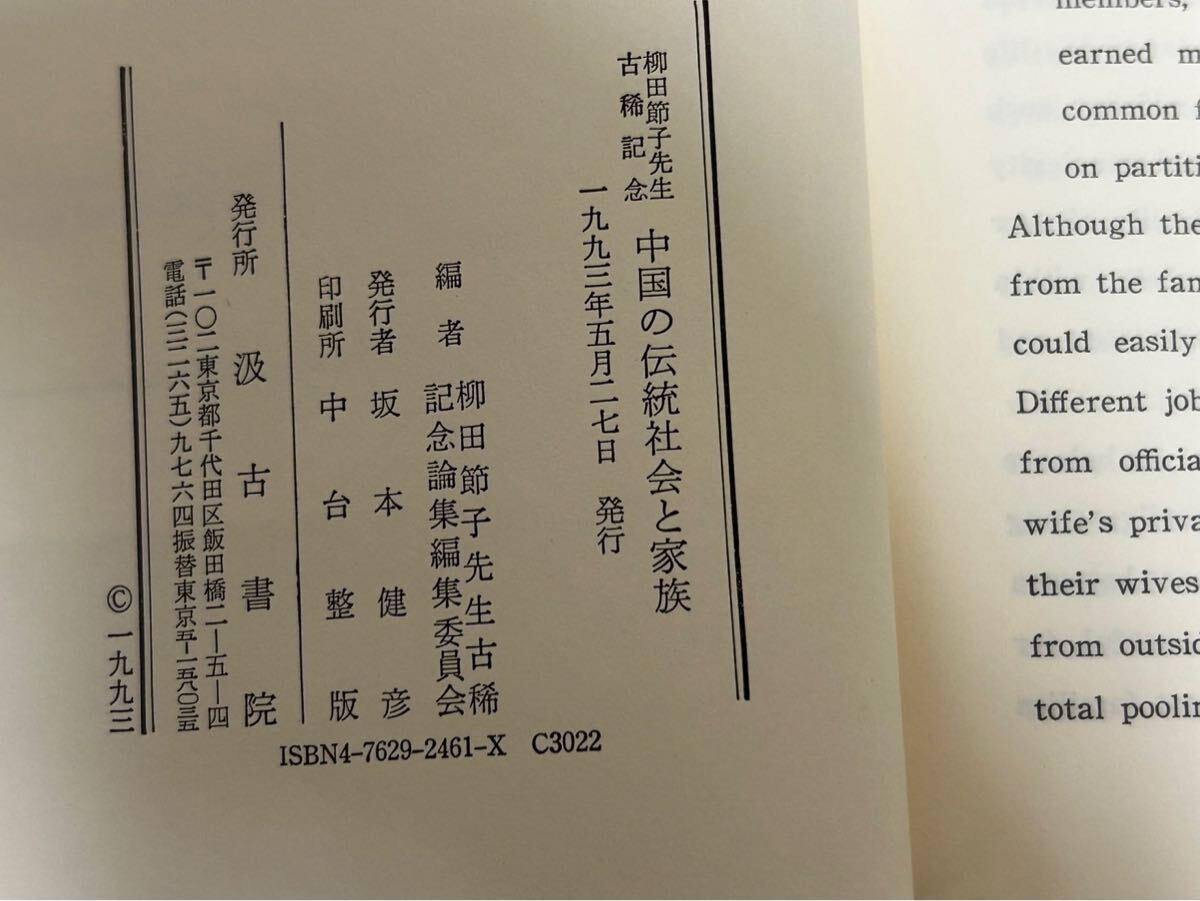 柳田節子先生
古稀記念
中国の伝統社会と家族
一九九三年五月二七日 発行
編者
柳田節子先生古稀
記念論集編集委員会
発行者 坂本健彦
印刷所 中台整版
発行所 汲古書院
〒一〇二東京都千代田区飯田橋二―五―四
電話(三二六五)九七六四振替東京五―一五八〇三五
©一九九三
ISBN4-7629-2461-X C3022
members,
earned m
common f
on partiti
Although the
from the fam
could easily
Different job
from officia
wife's priva
their wives
from outsid
total poolin